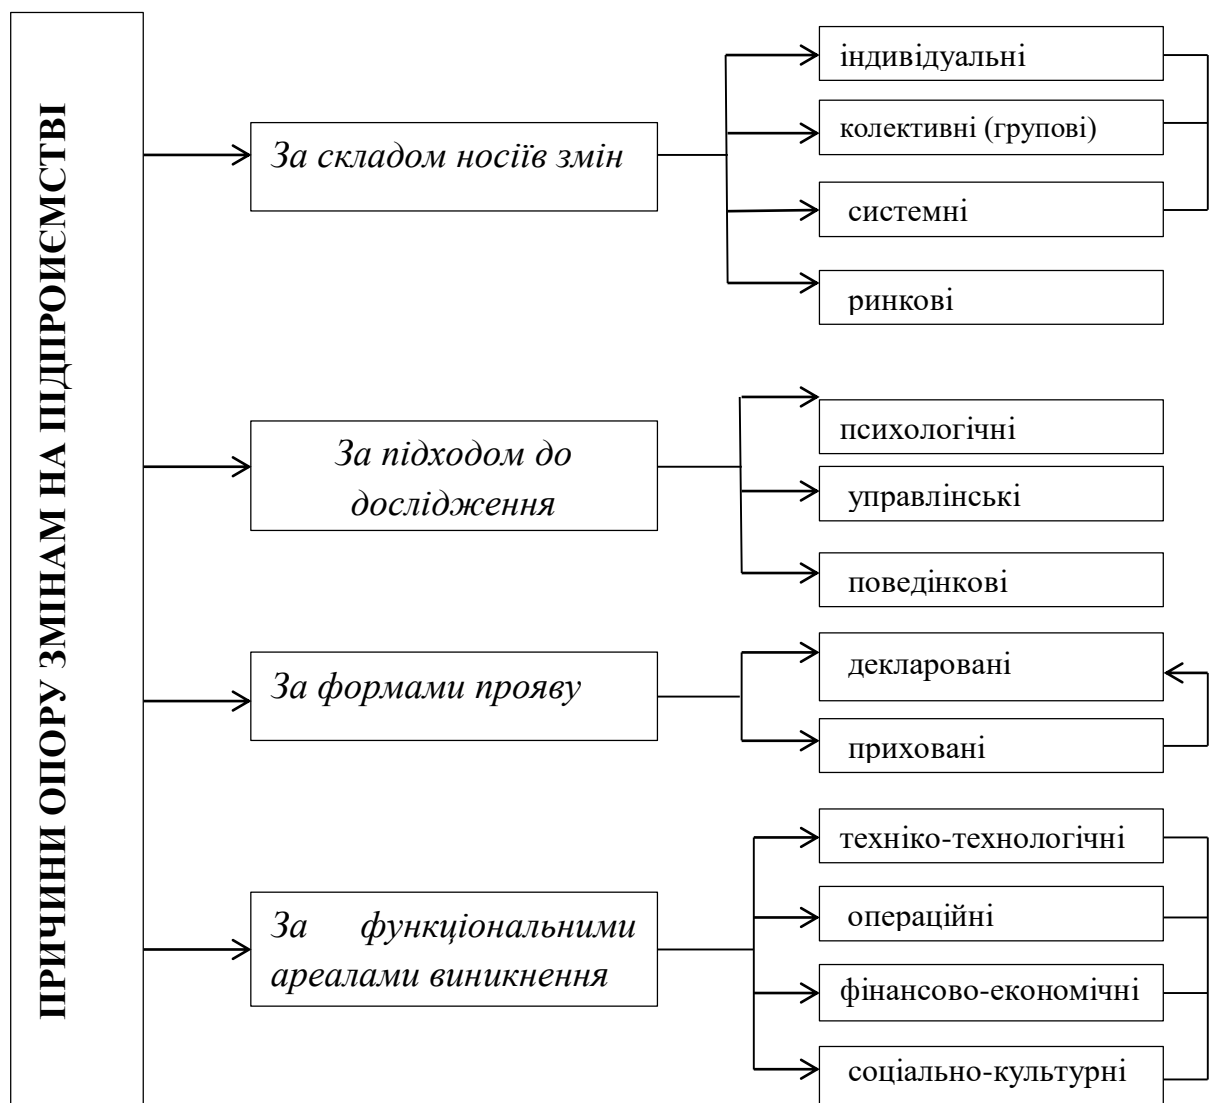 ПРИЧИНИ ОПОРУ ЗМІНАМ НА ПІДПРОИЄМСТВІ
За складом носіїв змін
індивідуальні
колективні (групові)
системні
ринкові
За підходом до
дослідження
психологічні
управлінські
поведінкові
За формами прояву
декларовані
приховані
За функціональними
ареалами виникнення
техніко-технологічні
операційні
фінансово-економічні
соціально-культурні